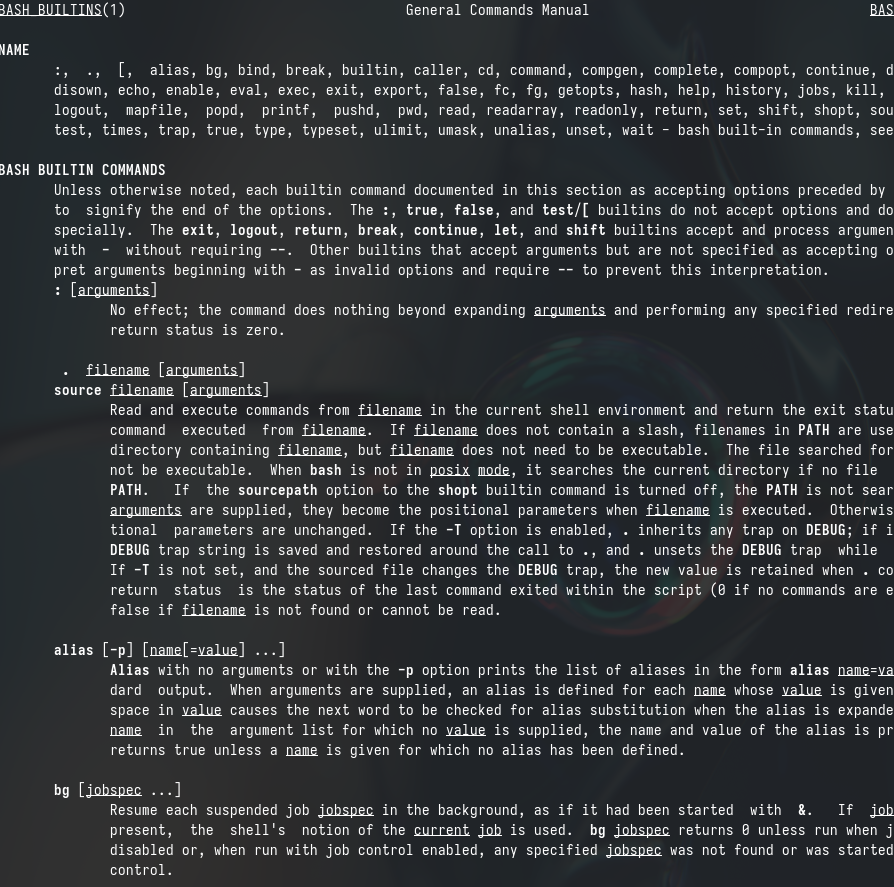 BASH BUILTINS(1) General Commands Manual BAS
NAME
:, ., [, alias, bg, bind, break, builtin, caller, cd, command, compgen, complete, compopt, continue, d
disown, echo, enable, eval, exec, exit, export, false, fc, fg, getopts, hash, help, history, jobs, kill,
logout, mapfile, popd, printf, pushd, pwd, read, readarray, readonly, return, set, shift, shopt, sou
test, times, trap, true, type, typeset, ulimit, umask, unalias, unset, wait - bash built-in commands, see
BASH BUILTIN COMMANDS
Unless otherwise noted, each builtin command documented in this section as accepting options preceded by
to signify the end of the options. The :, true, false, and test/[ builtins do not accept options and do
specially. The exit, logout, return, break, continue, let, and shift builtins accept and process argumen
with - without requiring --. Other builtins that accept arguments but are not specified as accepting o
pret arguments beginning with - as invalid options and require -- to prevent this interpretation.
: [arguments]
No effect; the command does nothing beyond expanding arguments and performing any specified redire
return status is zero.
. filename [arguments]
source filename [arguments]
Read and execute commands from filename in the current shell environment and return the exit statu
command executed from filename. If filename does not contain a slash, filenames in PATH are use
directory containing filename, but filename does not need to be executable. The file searched for
not be executable. When bash is not in posix mode, it searches the current directory if no file
PATH. If the sourcepath option to the shopt builtin command is turned off, the PATH is not sear
arguments are supplied, they become the positional parameters when filename is executed. Otherwis
tional parameters are unchanged. If the -T option is enabled, . inherits any trap on DEBUG; if i
DEBUG trap string is saved and restored around the call to ., and . unsets the DEBUG trap while
If -T is not set, and the sourced file changes the DEBUG trap, the new value is retained when . co
return status is the status of the last command exited within the script (0 if no commands are e
false if filename is not found or cannot be read.
alias [-p] [name[=value] ...]
Alias with no arguments or with the -p option prints the list of aliases in the form alias name=va
dard output. When arguments are supplied, an alias is defined for each name whose value is given
space in value causes the next word to be checked for alias substitution when the alias is expande
name in the argument list for which no value is supplied, the name and value of the alias is pr
returns true unless a name is given for which no alias has been defined.
bg [jobspec ...]
Resume each suspended job jobspec in the background, as if it had been started with &. If job
present, the shell's notion of the current job is used. bg jobspec returns 0 unless run when j
disabled or, when run with job control enabled, any specified jobspec was not found or was started
control.